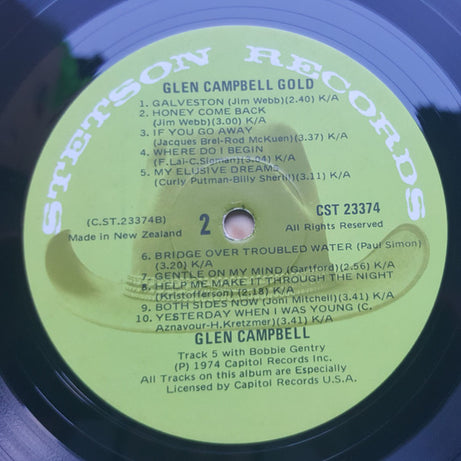 STETSON RECORDS
GLEN CAMPBELL GOLD
1. GALVESTON (Jim Webb)(2.40) K/A
2. HONEY COME BACK
(Jim Webb)(3.00) K/A
3. IF YOU GO AWAY
(Jacques Brel-Rod McKuen)(3.37) K/A
4. WHERE DO I BEGIN
(F.Lai-C.Sigman)(3.04) K/A
5. MY ELUSIVE DREAMS
(Curly Putman-Billy Sherill)(3.11) K/A
(C.ST.23374B)
Made in New Zealand
2
CST 23374
All Rights Reserved
6. BRIDGE OVER TROUBLED WATER (Paul Simon)
(3.20) K/A
7. GENTLE ON MY MIND (Gartford)(2.56) K/A
8. HELP ME MAKE IT THROUGH THE NIGHT
(Kristofferson) (2.18) K/A
9. BOTH SIDES NOW (Joni Mitchell)(3.41) K/A
10. YESTERDAY WHEN I WAS YOUNG (C.
Aznavour-H.Kretzmer)(3.41) K/A
GLEN CAMPBELL
Track 5 with Bobbie Gentry
(P) 1974 Capitol Records Inc.
All Tracks on this album are Especially
Licensed by Capitol Records U.S.A.